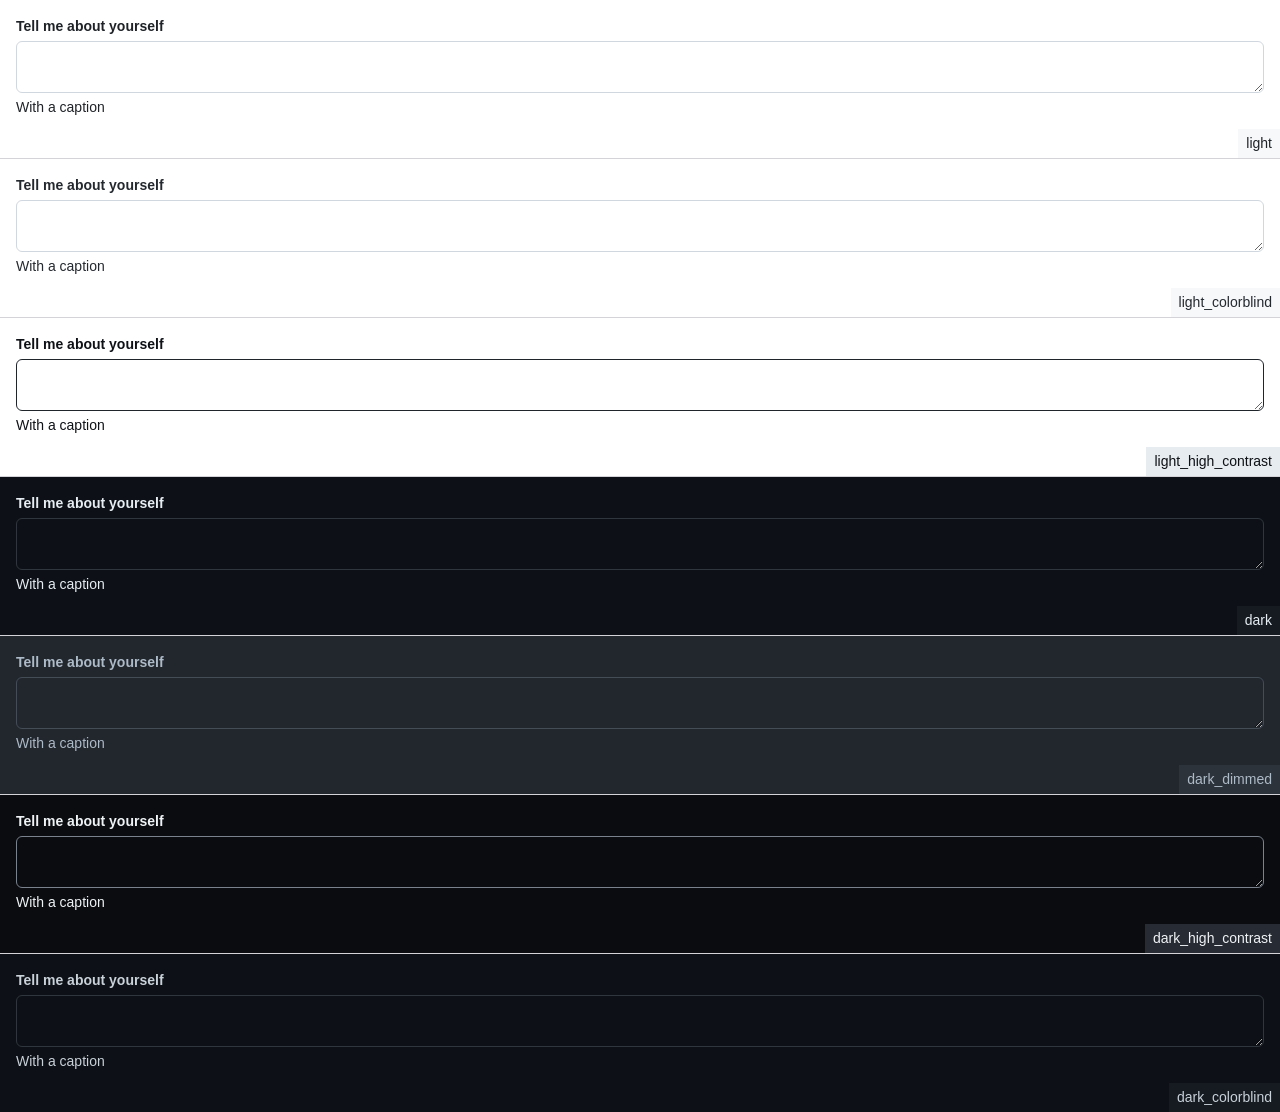 Tell me about yourself
With a caption
light
Tell me about yourself
With a caption
light_colorblind
Tell me about yourself
With a caption
light_high_contrast
Tell me about yourself
With a caption
dark
Tell me about yourself
With a caption
dark_dimmed
Tell me about yourself
With a caption
dark_high_contrast
Tell me about yourself
With a caption
dark_colorblind